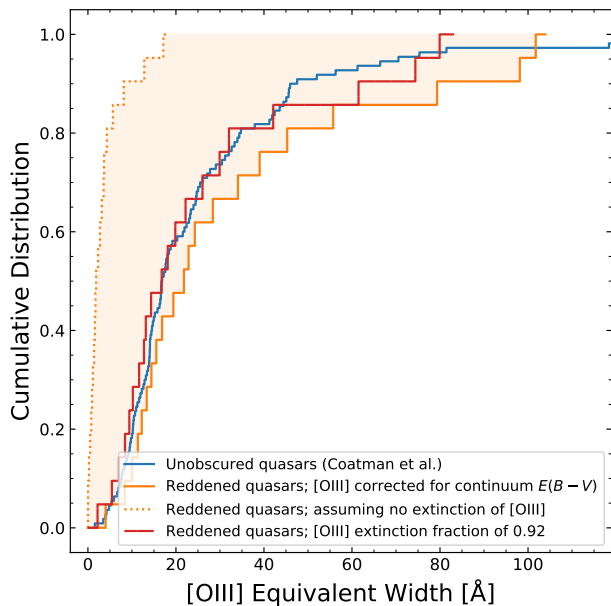 1.0
0.8
0.6
0.4
0.2
0.0
Cumulative Distribution
Unobscured quasars (Coatman et al.)
Reddened quasars; [OIII] corrected for continuum E(B − V)
Reddened quasars; assuming no extinction of [OIII]
Reddened quasars; [OIII] extinction fraction of 0.92
0 20 40 60 80 100
[OIII] Equivalent Width [Å]